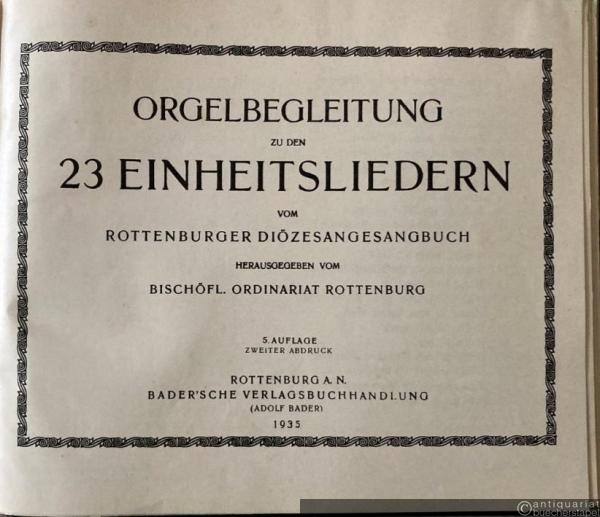 ORGELBEGLEITUNG
ZU DEN
23 EINHEITSLIEDERN
VOM
ROTTENBURGER DIÖZESANGESANGBUCH
HERAUSGEGEBEN VOM
BISCHÖFL. ORDINARIAT ROTTENBURG
5. AUFLAGE
ZWEITER ABDRUCK
ROTTENBURG A. N.
BADER'SCHE VERLAGSBUCHHANDLUNG
(ADOLF BADER)
1935
©antiquariat
buecherstapel